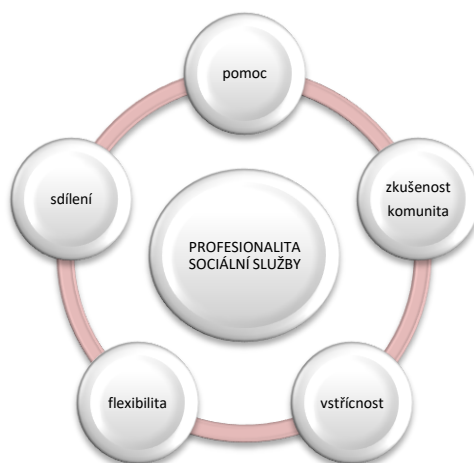 pomoc
zkušenost
komunita
vstřícnost
flexibilita
sdílení
PROFESIONALITA
SOCIÁLNÍ SLUŽBY